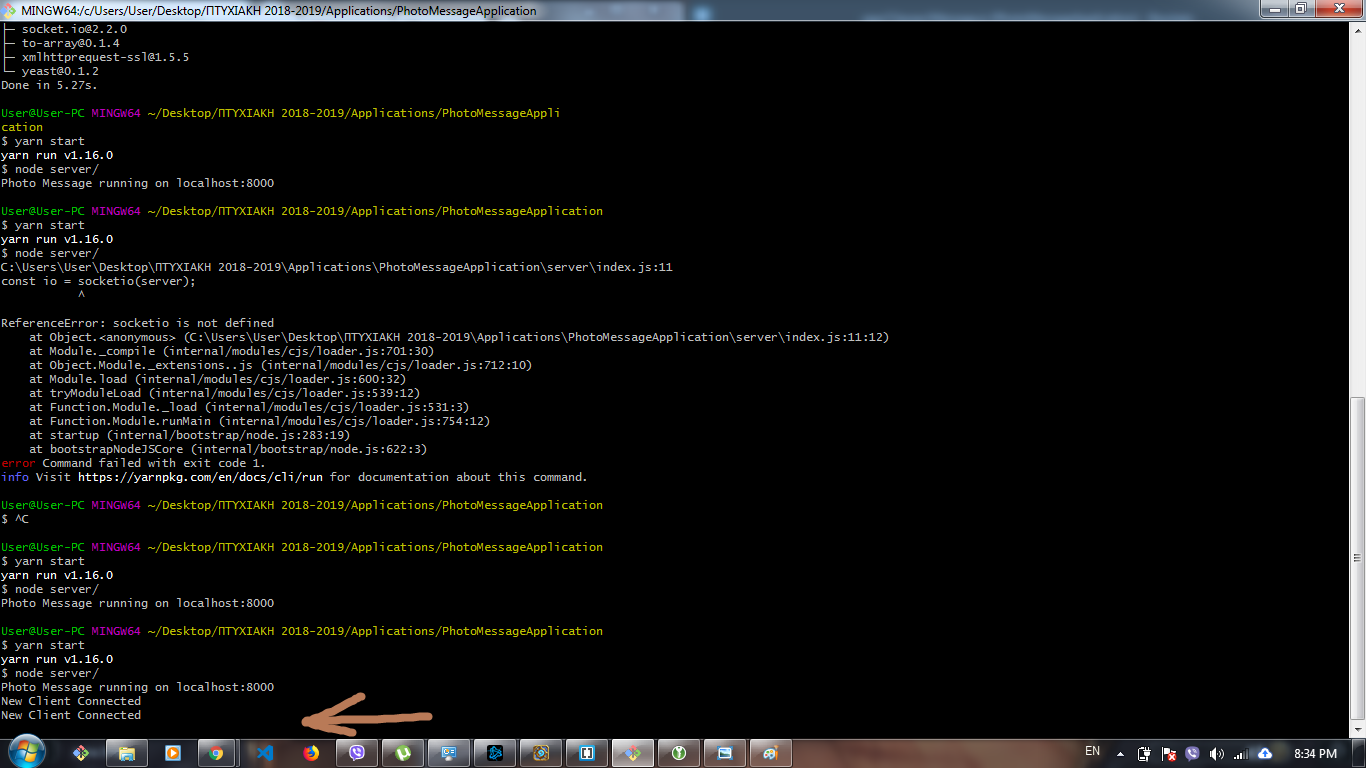 MINGW64:/c/Users/User/Desktop/ΠΤΥΧΙΑΚΗ 2018-2019/Applications/PhotoMessageApplication
├─ socket.io@2.2.0
├─ to-array@0.1.4
├─ xmlhttprequest-ssl@1.5.5
└─ yeast@0.1.2
Done in 5.27s.
User@User-PC MINGW64 ~/Desktop/ΠΤΥΧΙΑΚΗ 2018-2019/Applications/PhotoMessageAppli
cation
$ yarn start
yarn run v1.16.0
$ node server/
Photo Message running on localhost:8000
User@User-PC MINGW64 ~/Desktop/ΠΤΥΧΙΑΚΗ 2018-2019/Applications/PhotoMessageApplication
$ yarn start
yarn run v1.16.0
$ node server/
C:\Users\User\Desktop\ΠΤΥΧΙΑΚΗ 2018-2019\Applications\PhotoMessageApplication\server\index.js:11
const io = socketio(server);
^
ReferenceError: socketio is not defined
at Object.<anonymous> (C:\Users\User\Desktop\ΠΤΥΧΙΑΚΗ 2018-2019\Applications\PhotoMessageApplication\server\index.js:11:12)
at Module._compile (internal/modules/cjs/loader.js:701:30)
at Object.Module._extensions..js (internal/modules/cjs/loader.js:712:10)
at Module.load (internal/modules/cjs/loader.js:600:32)
at tryModuleLoad (internal/modules/cjs/loader.js:539:12)
at Function.Module._load (internal/modules/cjs/loader.js:531:3)
at Function.Module.runMain (internal/modules/cjs/loader.js:754:12)
at startup (internal/bootstrap/node.js:283:19)
at bootstrapNodeJSCore (internal/bootstrap/node.js:622:3)
error Command failed with exit code 1.
info Visit https://yarnpkg.com/en/docs/cli/run for documentation about this command.
User@User-PC MINGW64 ~/Desktop/ΠΤΥΧΙΑΚΗ 2018-2019/Applications/PhotoMessageApplication
$ ^C
User@User-PC MINGW64 ~/Desktop/ΠΤΥΧΙΑΚΗ 2018-2019/Applications/PhotoMessageApplication
$ yarn start
yarn run v1.16.0
$ node server/
Photo Message running on localhost:8000
User@User-PC MINGW64 ~/Desktop/ΠΤΥΧΙΑΚΗ 2018-2019/Applications/PhotoMessageApplication
$ yarn start
yarn run v1.16.0
$ node server/
Photo Message running on localhost:8000
New Client Connected
New Client Connected
EN
8:34 PM